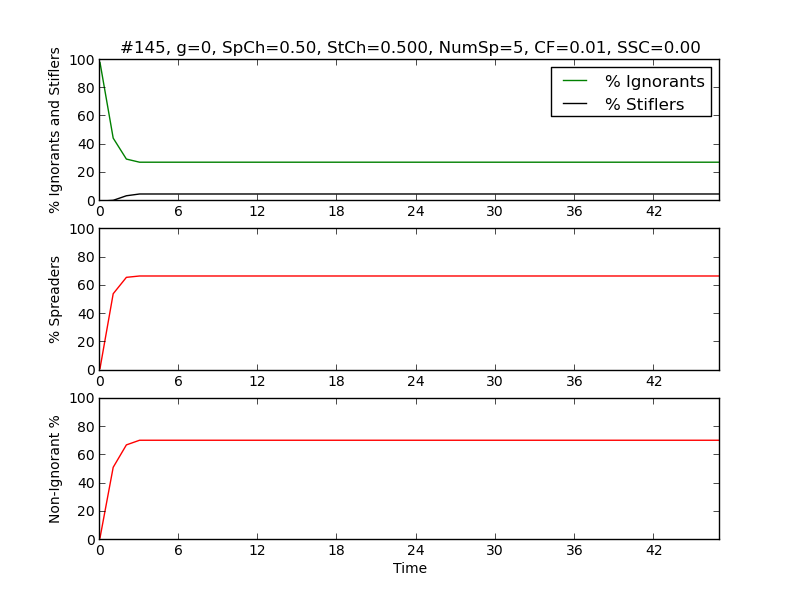 #145, g=0, SpCh=0.50, StCh=0.500, NumSp=5, CF=0.01, SSC=0.00
% Ignorants and Stiflers
100
80
60
40
20
0
% Ignorants
% Stiflers
0 6 12 18 24 30 36 42
% Spreaders
100
80
60
40
20
0
0 6 12 18 24 30 36 42
Non-Ignorant %
100
80
60
40
20
0
0 6 12 18 24 30 36 42
Time